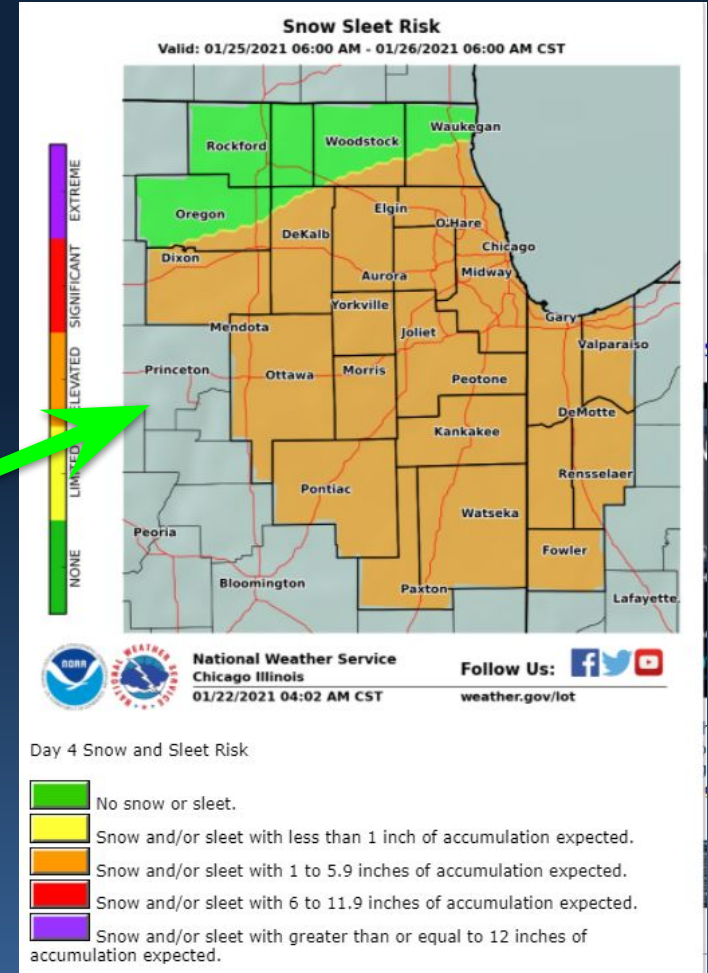 Snow Sleet Risk
Valid: 01/25/2021 06:00 AM - 01/26/2021 06:00 AM CST
EXTREME
SIGNIFICANT
ELEVATED
LIMITED
NONE
Waukegan
Rockford
Woodstock
Oregon
Elgin
O'Hare
DeKalb
Chicago
Dixon
Aurora
Midway
Yorkville
Gary
Mendota
Joliet
Valparaiso
Princeton
Ottawa
Morris
Peotone
DeMotte
Kankakee
Rensselaer
Pontiac
Watseka
Peoria
Fowler
Bloomington
Paxton
Lafayette
NOAA
NATIONAL WEATHER SERVICE
National Weather Service
Chicago Illinois
01/22/2021 04:02 AM CST
Follow Us:
weather.gov/lot
Day 4 Snow and Sleet Risk
No snow or sleet.
Snow and/or sleet with less than 1 inch of accumulation expected.
Snow and/or sleet with 1 to 5.9 inches of accumulation expected.
Snow and/or sleet with 6 to 11.9 inches of accumulation expected.
Snow and/or sleet with greater than or equal to 12 inches of
accumulation expected.